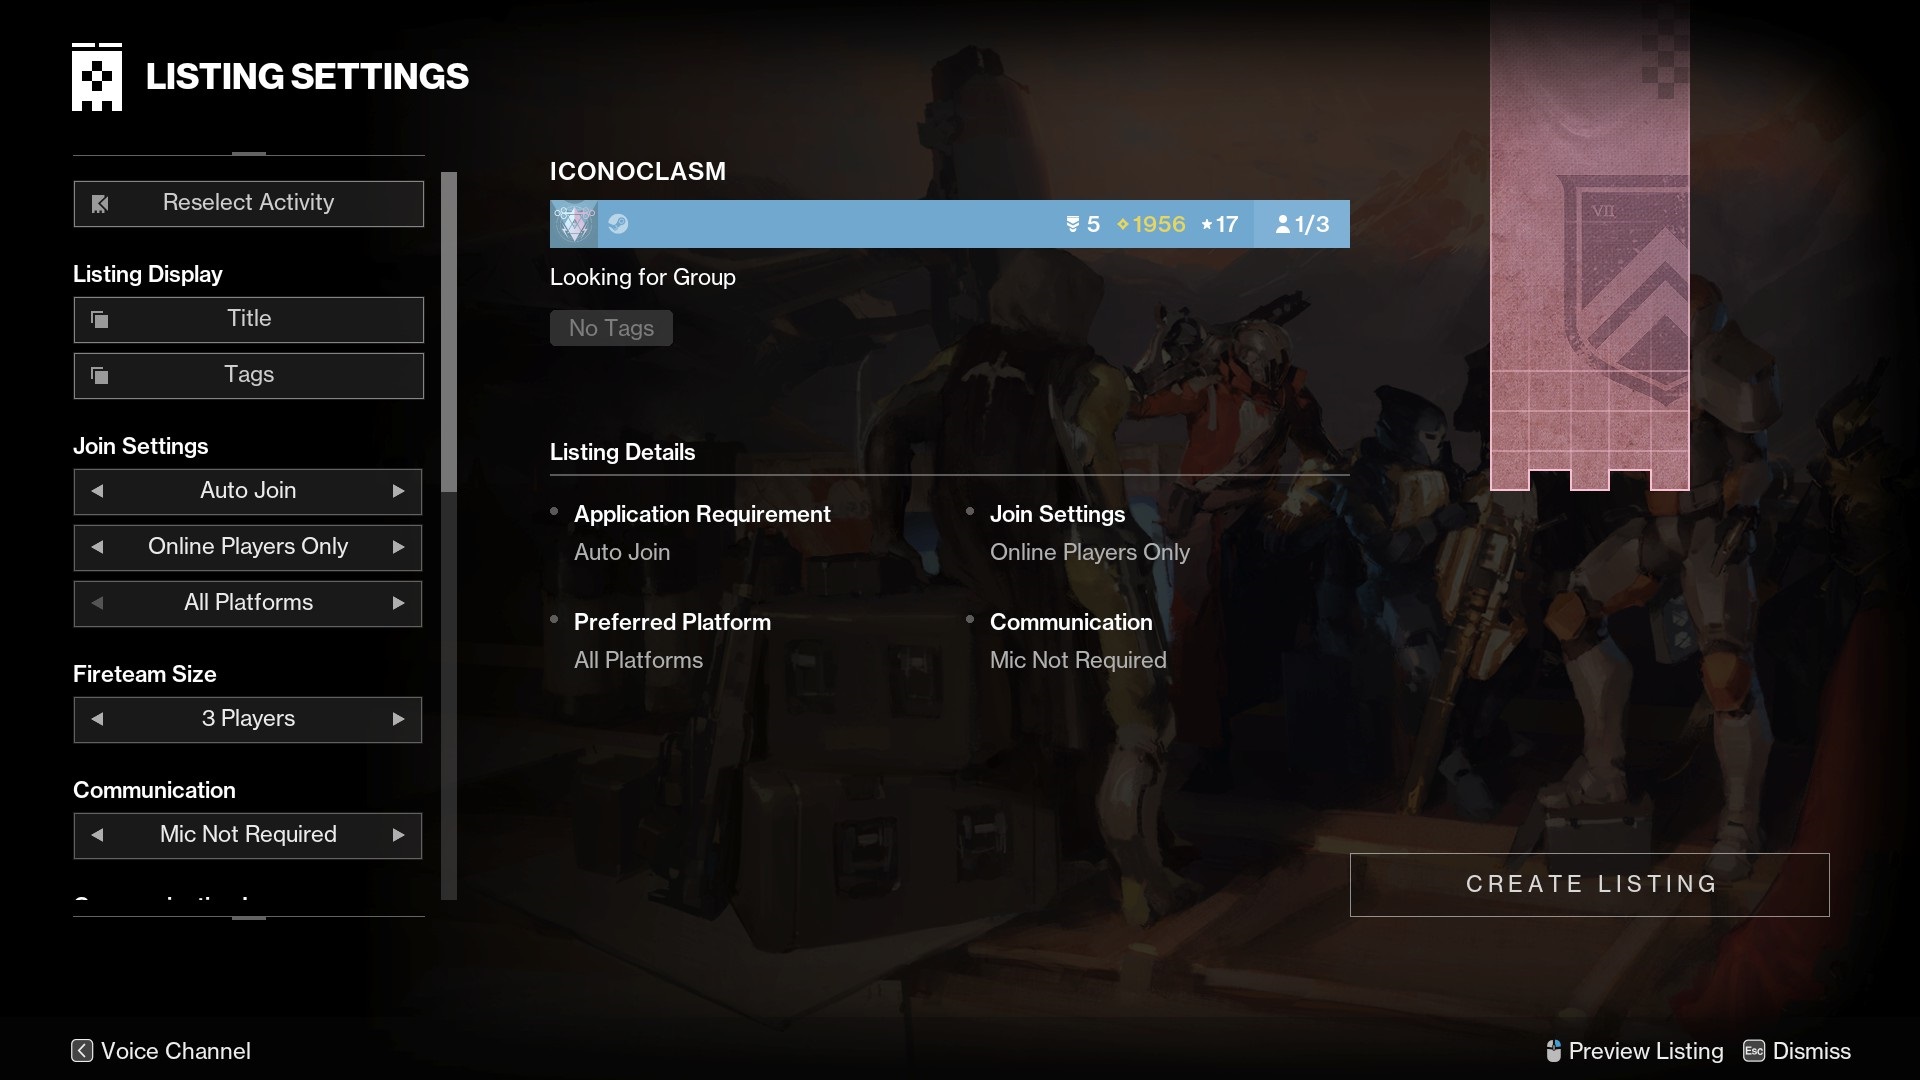 LISTING SETTINGS
Reselect Activity
Listing Display
Title
Tags
Join Settings
Auto Join
Online Players Only
All Platforms
Fireteam Size
3 Players
Communication
Mic Not Required
ICONOCLASM
5 1956 17 1/3
Looking for Group
No Tags
Listing Details
Application Requirement
Auto Join
Join Settings
Online Players Only
Preferred Platform
All Platforms
Communication
Mic Not Required
VII
CREATE LISTING
Voice Channel
Preview Listing
Esc Dismiss